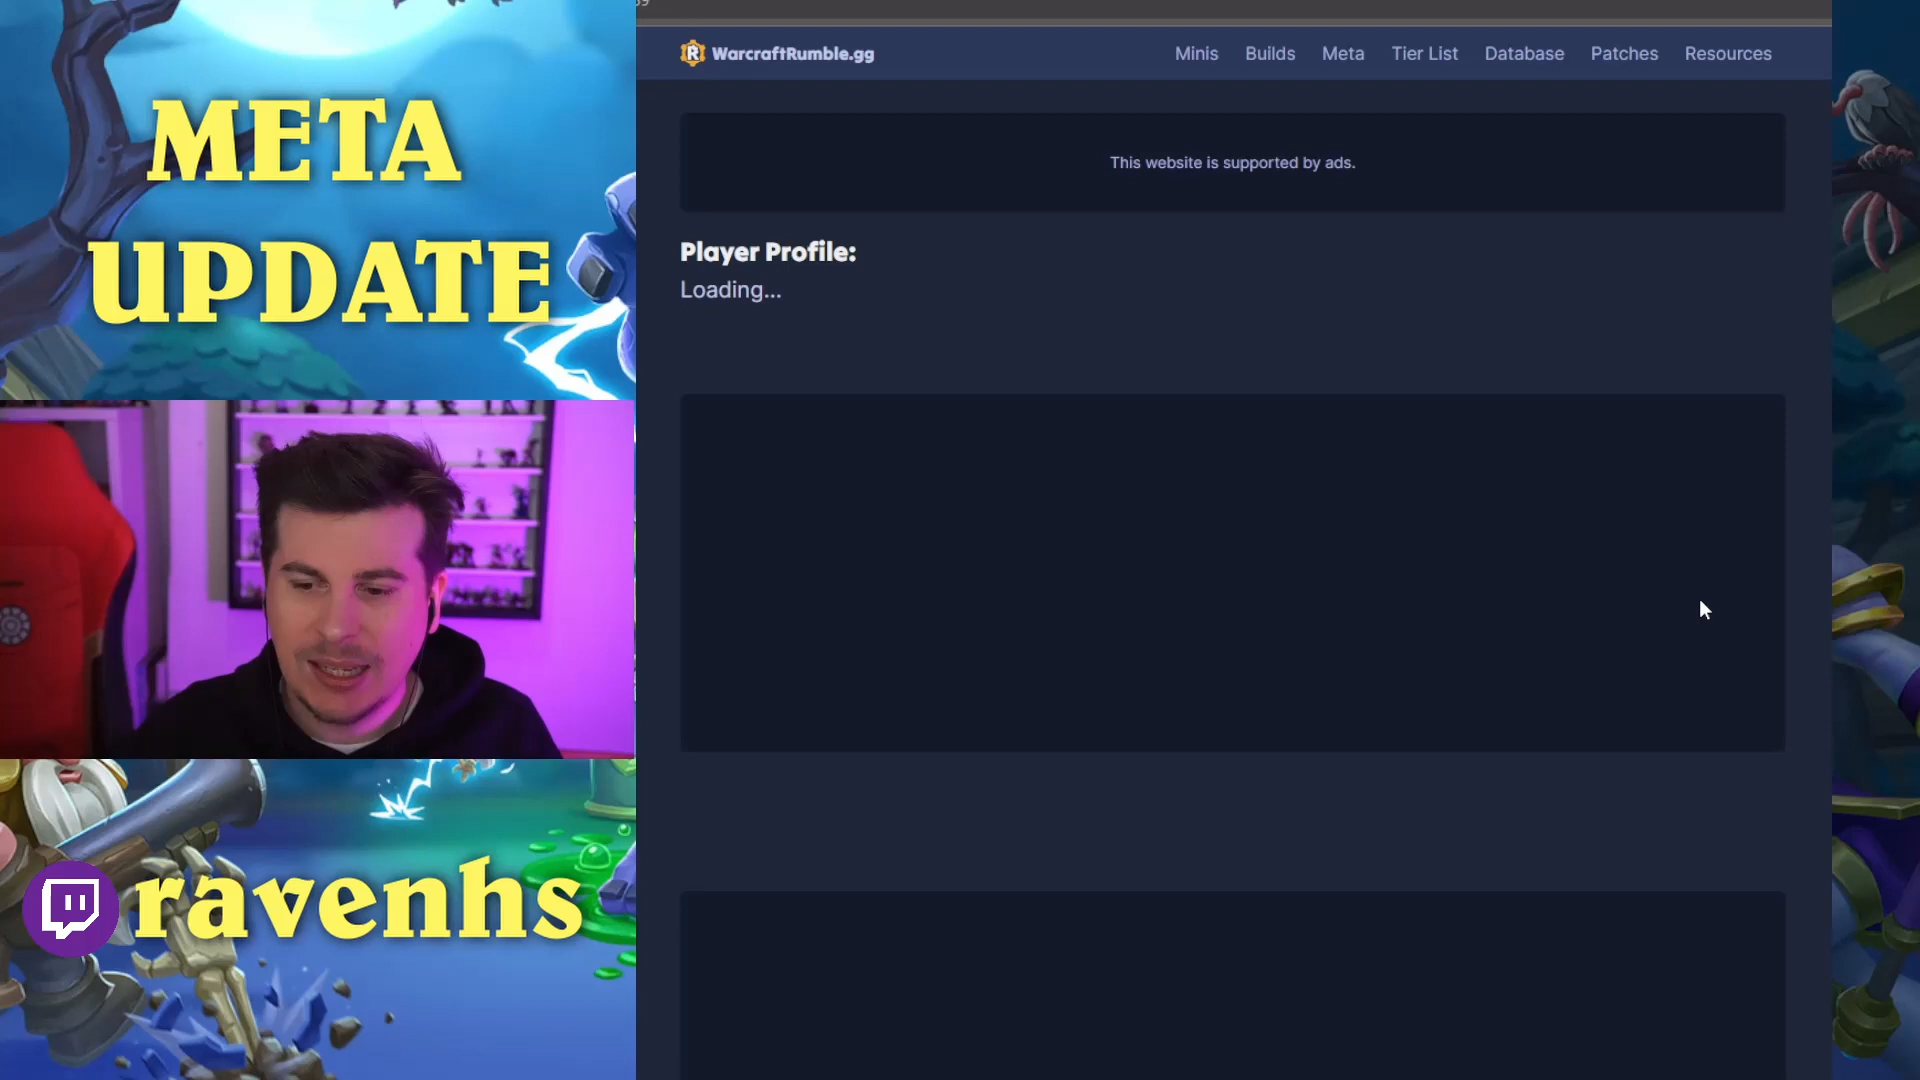 META
UPDATE
ravenhs
WarcraftRumble.gg
Minis Builds Meta Tier List Database Patches Resources
This website is supported by ads.
Player Profile:
Loading...